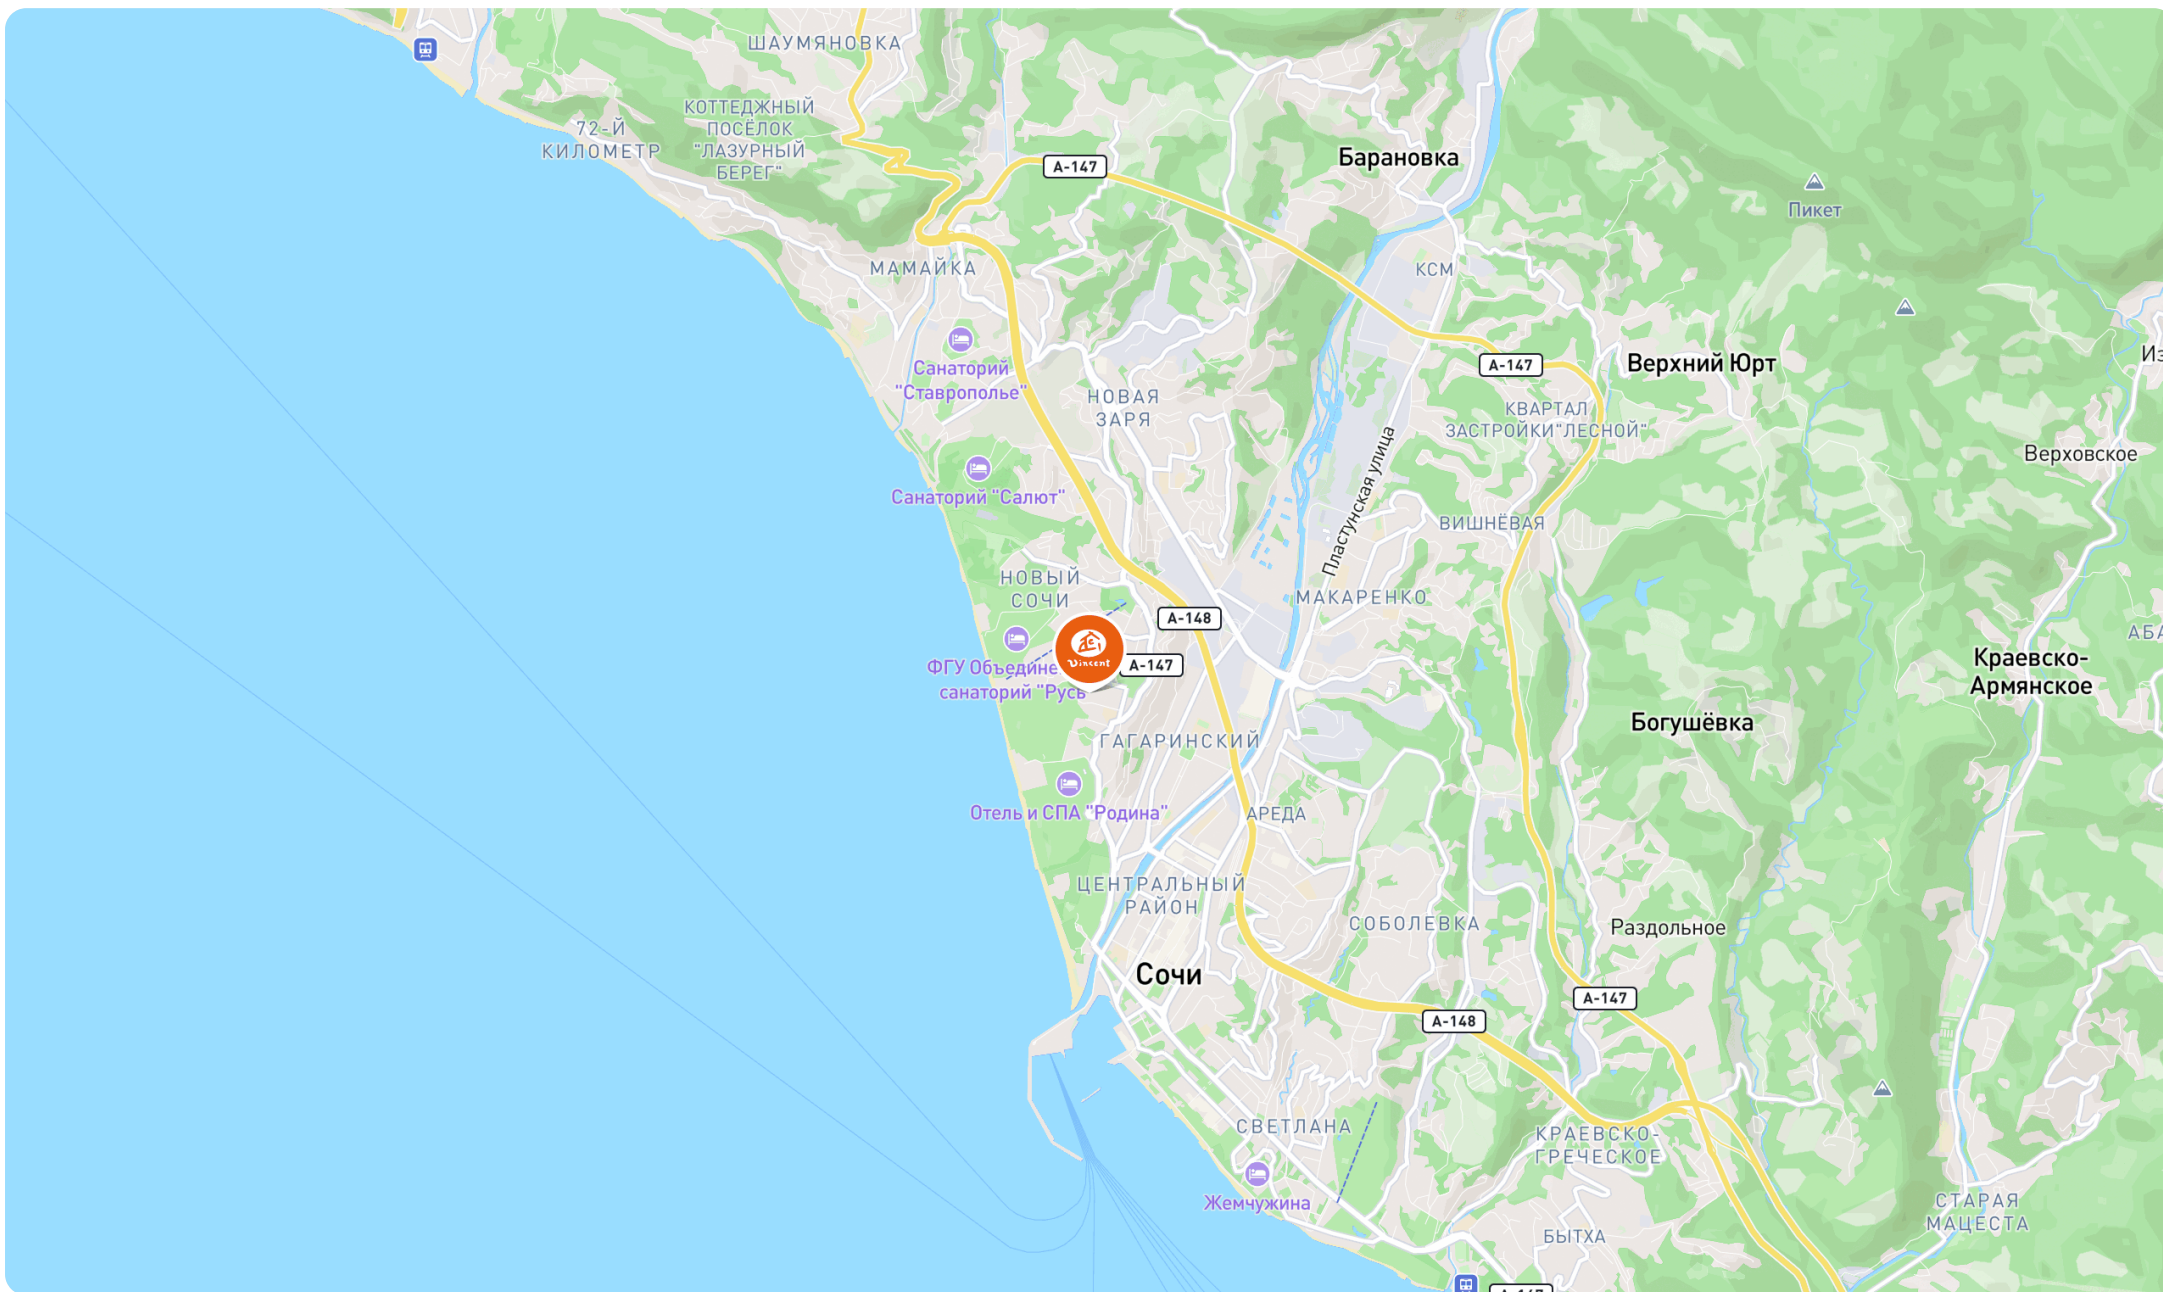 ШАУМЯНОВКА
КОТТЕДЖНЫЙ
ПОСЁЛОК
"ЛАЗУРНЫЙ
БЕРЕГ"
72-Й
КИЛОМЕТР
А-147
Барановка
Пикет
МАМАЙКА
КСМ
Санаторий
"Ставрополье"
НОВАЯ
ЗАРЯ
А-147
Верхний Юрт
Из
КВАРТАЛ
ЗАСТРОЙКИ"ЛЕСНОЙ"
Верховское
Санаторий "Салют"
Пластунская улица
ВИШНЁВАЯ
НОВЫЙ
СОЧИ
МАКАРЕНКО
А-148
АБА
Vincent
ФГУ Объедине
санаторий "Русь
А-147
Краевско-
Армянское
Богушёвка
ГАГАРИНСКИЙ
Отель и СПА "Родина"
АРЕДА
ЦЕНТРАЛЬНЫЙ
РАЙОН
СОБОЛЕВКА
Раздольное
Сочи
А-147
А-148
СВЕТЛАНА
КРАЕВСКО-
ГРЕЧЕСКОЕ
Жемчужина
СТАРАЯ
МАЦЕСТА
БЫТХА
А-147